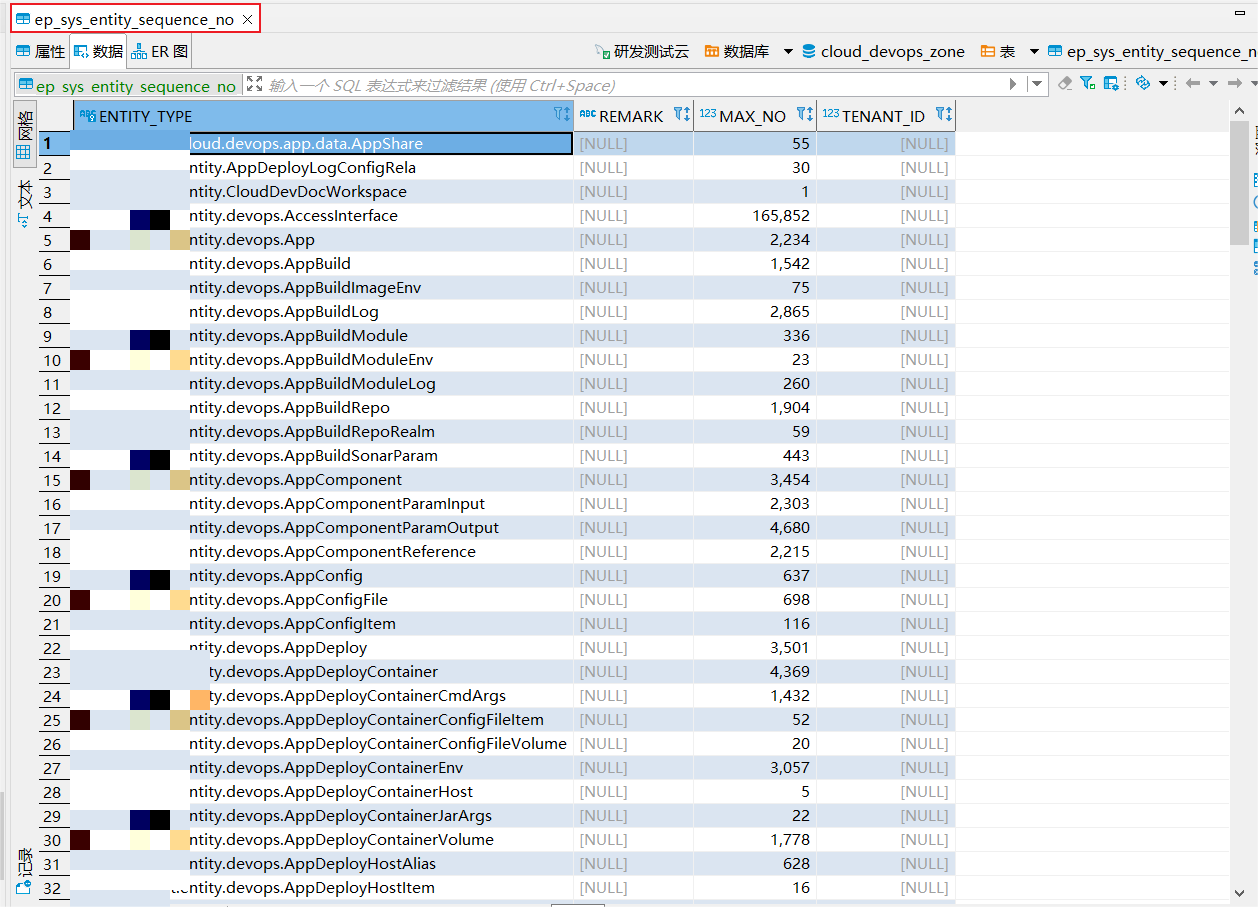 ep_sys_entity_sequence_no
属性 数据 ER 图 研发测试云 数据库 cloud_devops_zone 表 ep_sys_entity_sequence_n
ep_sys_entity_sequence_no 输入一个 SQL 表达式来过滤结果 (使用 Ctrl+Space)
网格
文本
记录
ENTITY_TYPE ABC REMARK 123 MAX_NO 123 TENANT_ID
1 loud.devops.app.data.AppShare [NULL] 55 [NULL]
2 ntity.AppDeployLogConfigRela [NULL] 30 [NULL]
3 ntity.CloudDevDocWorkspace [NULL] 1 [NULL]
4 ntity.devops.AccessInterface [NULL] 165,852 [NULL]
5 ntity.devops.App [NULL] 2,234 [NULL]
6 ntity.devops.AppBuild [NULL] 1,542 [NULL]
7 ntity.devops.AppBuildImageEnv [NULL] 75 [NULL]
8 ntity.devops.AppBuildLog [NULL] 2,865 [NULL]
9 ntity.devops.AppBuildModule [NULL] 336 [NULL]
10 ntity.devops.AppBuildModuleEnv [NULL] 23 [NULL]
11 ntity.devops.AppBuildModuleLog [NULL] 260 [NULL]
12 ntity.devops.AppBuildRepo [NULL] 1,904 [NULL]
13 ntity.devops.AppBuildRepoRealm [NULL] 59 [NULL]
14 ntity.devops.AppBuildSonarParam [NULL] 443 [NULL]
15 ntity.devops.AppComponent [NULL] 3,454 [NULL]
16 ntity.devops.AppComponentParamInput [NULL] 2,303 [NULL]
17 ntity.devops.AppComponentParamOutput [NULL] 4,680 [NULL]
18 ntity.devops.AppComponentReference [NULL] 2,215 [NULL]
19 ntity.devops.AppConfig [NULL] 637 [NULL]
20 ntity.devops.AppConfigFile [NULL] 698 [NULL]
21 ntity.devops.AppConfigItem [NULL] 116 [NULL]
22 ntity.devops.AppDeploy [NULL] 3,501 [NULL]
23 ty.devops.AppDeployContainer [NULL] 4,369 [NULL]
24 ty.devops.AppDeployContainerCmdArgs [NULL] 1,432 [NULL]
25 ntity.devops.AppDeployContainerConfigFileItem [NULL] 52 [NULL]
26 ntity.devops.AppDeployContainerConfigFileVolume [NULL] 20 [NULL]
27 ntity.devops.AppDeployContainerEnv [NULL] 3,057 [NULL]
28 ntity.devops.AppDeployContainerHost [NULL] 5 [NULL]
29 ntity.devops.AppDeployContainerJarArgs [NULL] 22 [NULL]
30 ntity.devops.AppDeployContainerVolume [NULL] 1,778 [NULL]
31 ntity.devops.AppDeployHostAlias [NULL] 628 [NULL]
32 .entity.devops.AppDeployHostItem [NULL] 16 [NULL]